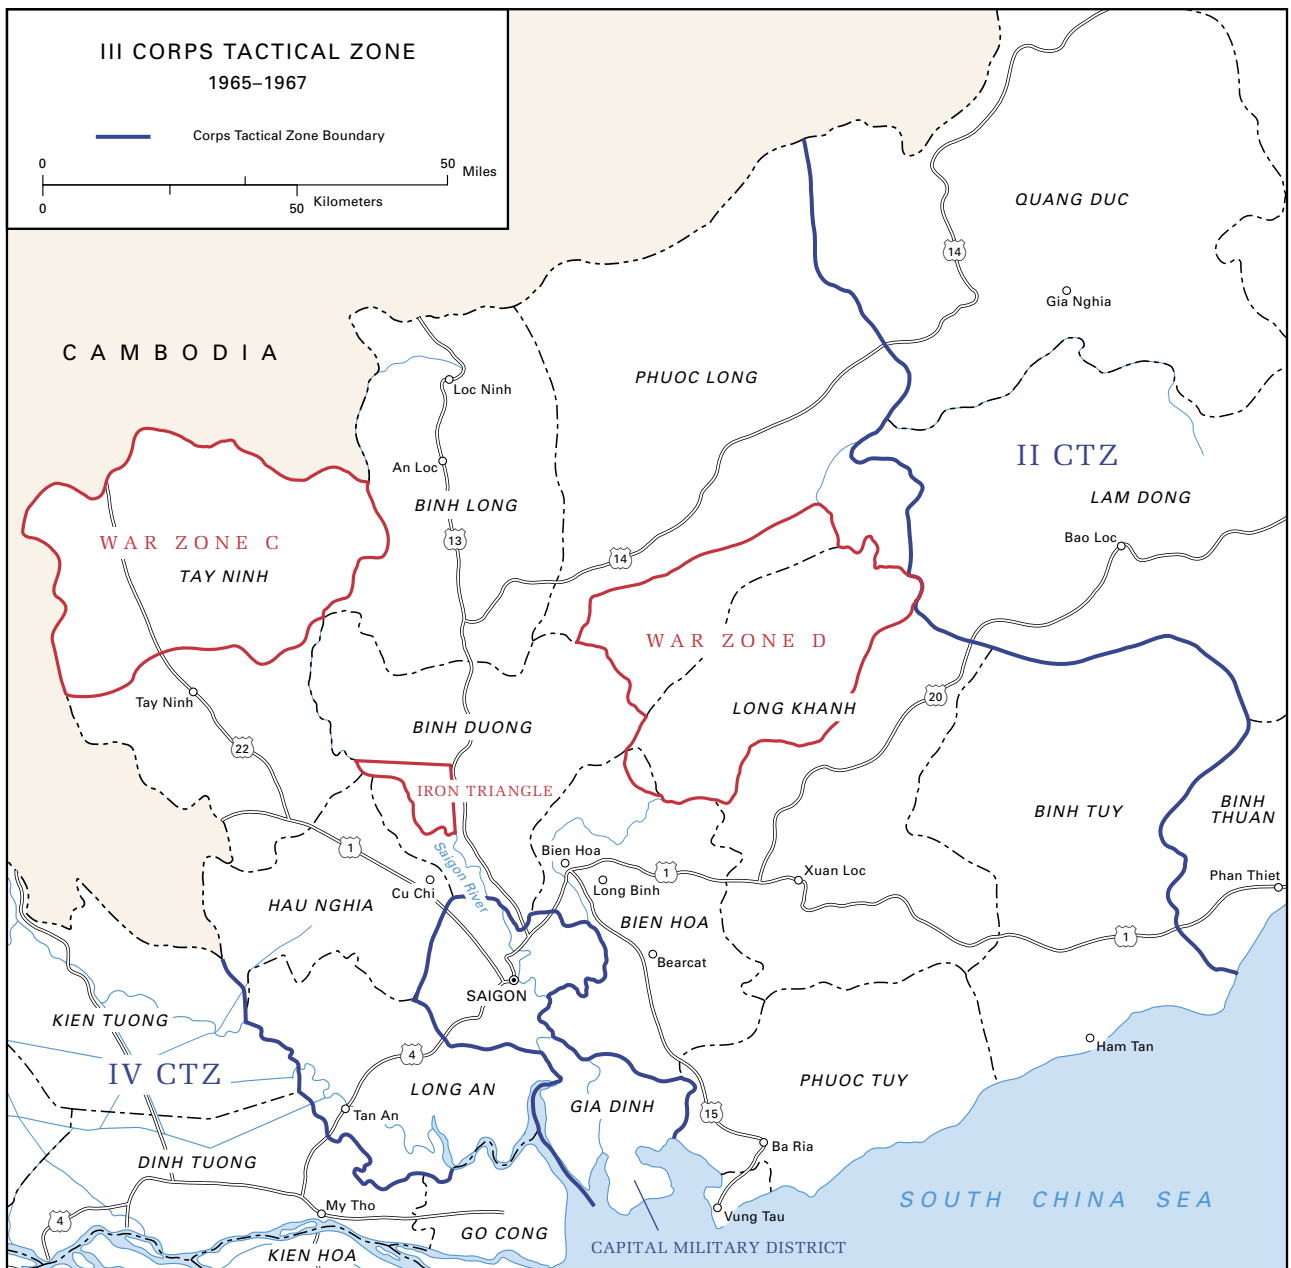 III CORPS TACTICAL ZONE
1965–1967
Corps Tactical Zone Boundary
0
50
Miles
0
50
Kilometers
QUANG DUC
14
Gia Nghia
CAMBODIA
PHUOC LONG
Loc Ninh
An Loc
BINH LONG
II CTZ
LAM DONG
Bao Loc
WAR ZONE C
TAY NINH
13
14
WAR ZONE D
Tay Ninh
20
LONG KHANH
BINH DUONG
22
IRON TRIANGLE
BINH TUY
BINH
THUAN
1
Saigon River
Bien Hoa
1
Xuan Loc
Phan Thiet
Cu Chi
Long Binh
HAU NGHIA
BIEN HOA
1
Bearcat
SAIGON
KIEN TUONG
Ham Tan
4
IV CTZ
LONG AN
PHUOC TUY
GIA DINH
15
Tan An
Ba Ria
DINH TUONG
SOUTH CHINA SEA
My Tho
Vung Tau
4
GO CONG
CAPITAL MILITARY DISTRICT
KIEN HOA